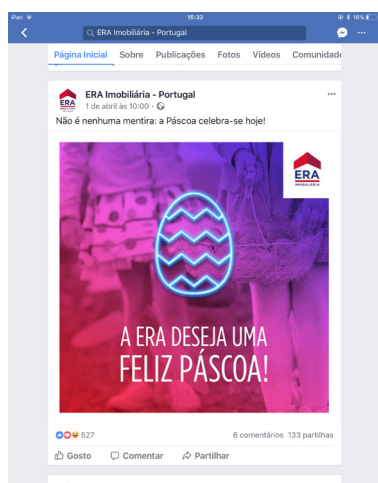 iPad
15:32
16%
ERA Imobiliária - Portugal
Página Inicial Sobre Publicações Fotos Vídeos Comunidade
ERA Imobiliária - Portugal
1 de abril às 10:00
Não é nenhuma mentira: a Páscoa celebra-se hoje!
ERA
IMOBILIÁRIA
A ERA DESEJA UMA
FELIZ PÁSCOA!
527
6 comentários 133 partilhas
Gosto Comentar Partilhar